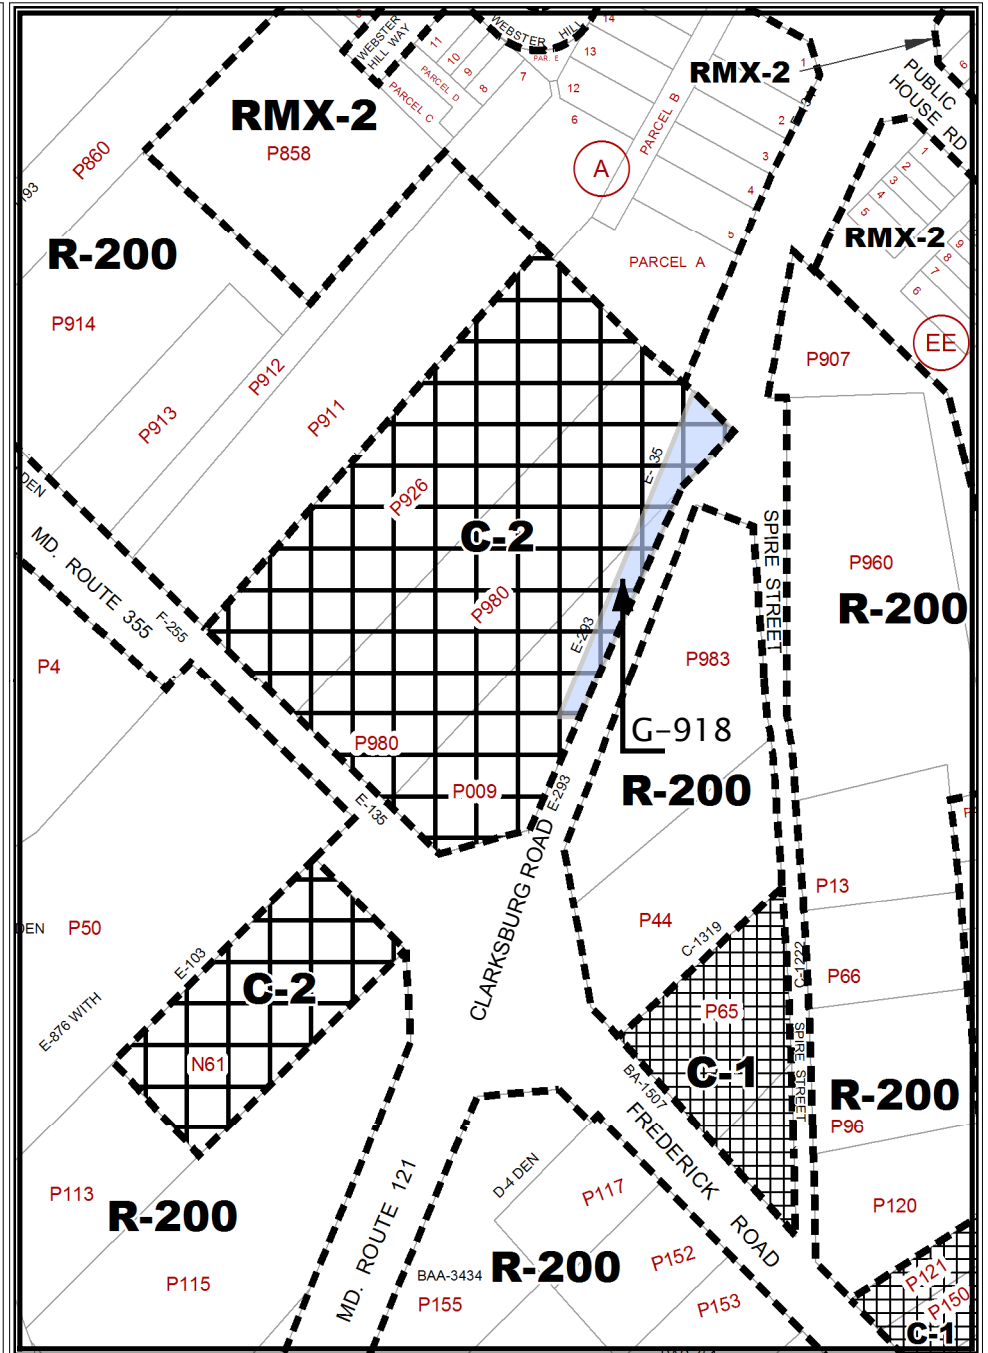 WEBSTER
HILL WAY
WEBSTER HILL
14
13
12
6
11
10
9
8
7
PAR. E
PARCEL D
PARCEL C
PARCEL B
1
2
3
4
5
A
PARCEL A
RMX-2
6
PUBLIC
HOUSE RD
RMX-2
P858
P860
R-200
P914
P913
P912
P911
1
2
3
4
5
RMX-2
9
8
7
6
EE
P907
DEN
MD. ROUTE 355
F-255
P926
C-2
P980
E-135
E-293
SPIRE STREET
P960
R-200
P4
P983
G-918
P980
P009
E-293
R-200
E-135
CLARKSBURG ROAD
P13
P44
C-1319
P50
DEN
E-103
C-2
E-876 WITH
N61
P65
C-1
C-1222
SPIRE STREET
P66
BA-1507
FREDERICK ROAD
R-200
P96
P113
R-200
P115
MD. ROUTE 121
D-4 DEN
P117
BAA-3434
R-200
P155
P152
P153
P120
P121
P150
C-1